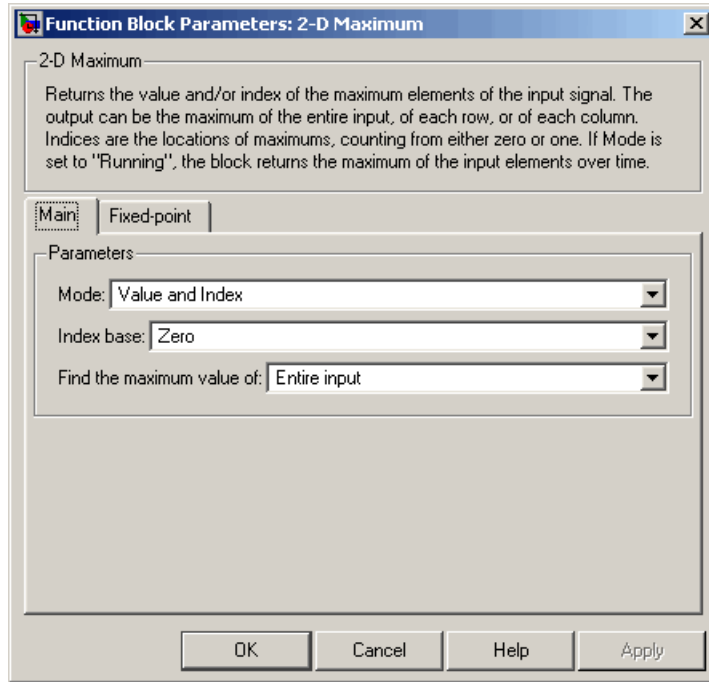 Function Block Parameters: 2-D Maximum
2-D Maximum
Returns the value and/or index of the maximum elements of the input signal. The
output can be the maximum of the entire input, of each row, or of each column.
Indices are the locations of maximums, counting from either zero or one. If Mode is
set to "Running", the block returns the maximum of the input elements over time.
Main Fixed-point
Parameters
Mode: Value and Index
Index base: Zero
Find the maximum value of: Entire input
OK Cancel Help Apply